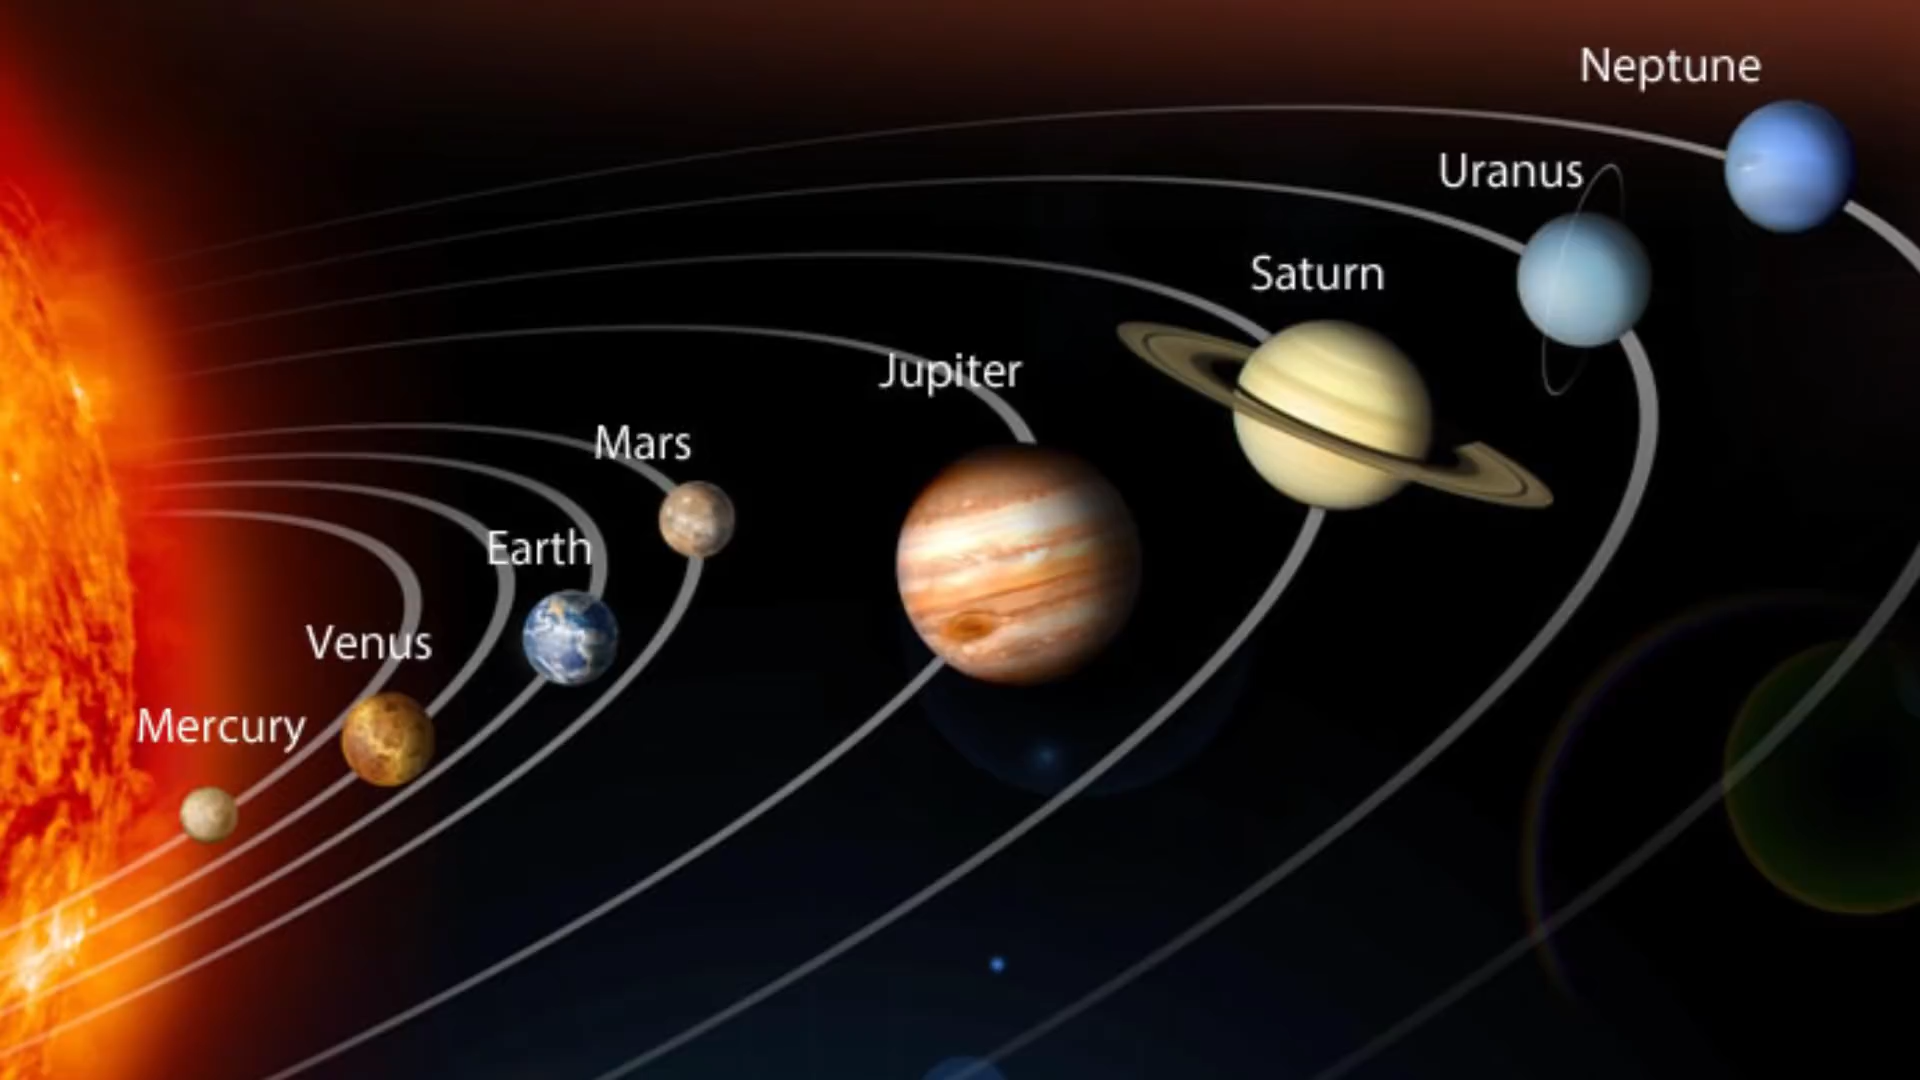 Neptune
Uranus
Saturn
Jupiter
Mars
Earth
Venus
Mercury